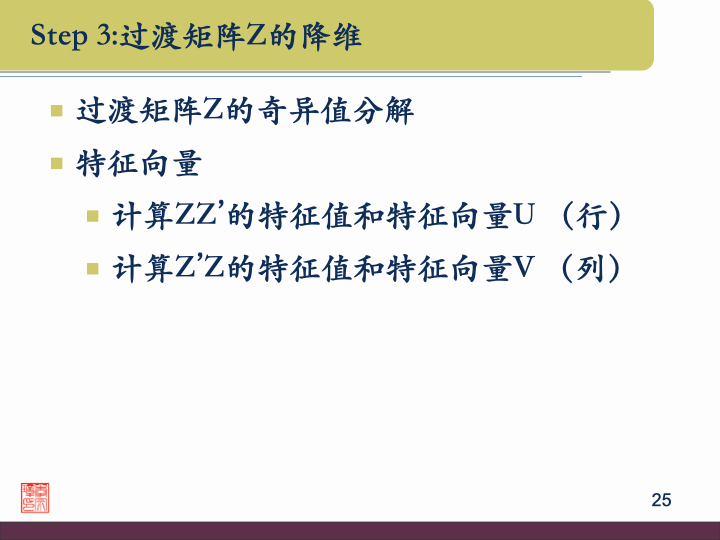 Step 3:过渡矩阵Z的降维
过渡矩阵Z的奇异值分解
特征向量
计算ZZ’的特征值和特征向量U （行）
计算Z’Z的特征值和特征向量V （列）
25